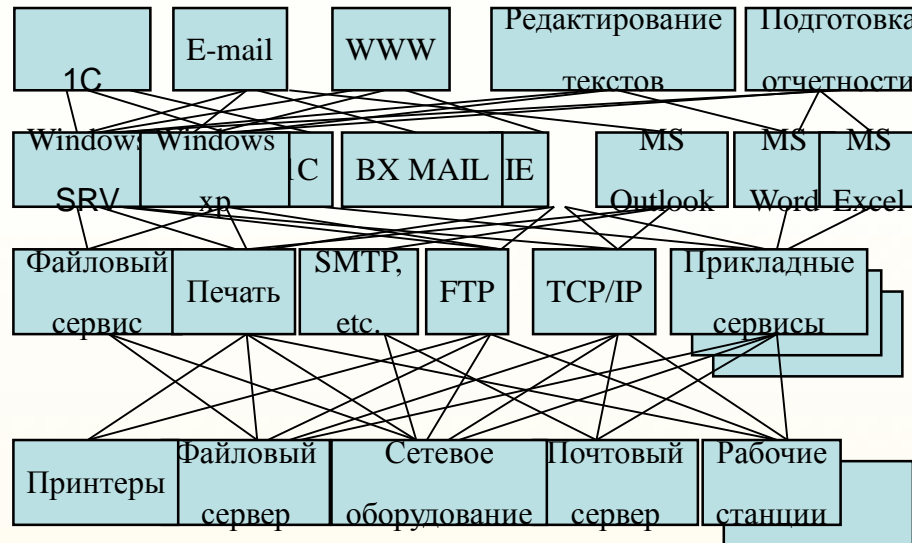 1C
E-mail
WWW
Редактирование
текстов
Подготовка
отчетности
Windows
SRV
Windows
xp
1C
BX MAIL
IE
MS
Outlook
MS
Word
MS
Excel
Файловый
сервис
Печать
SMTP,
etc.
FTP
TCP/IP
Прикладные
сервисы
Принтеры
Файловый
сервер
Сетевое
оборудование
Почтовый
сервер
Рабочие
станции